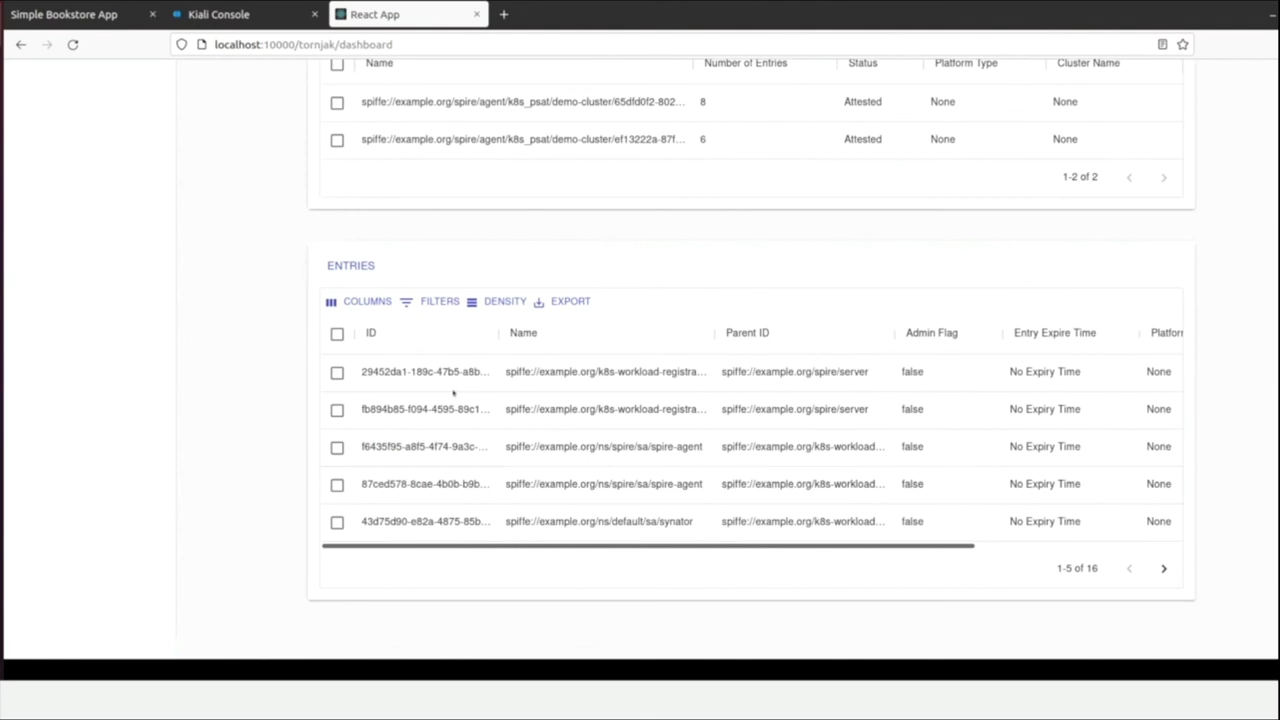 Simple Bookstore App Kiali Console React App
localhost:10000/tornjak/dashboard
Name Number of Entries Status Platform Type Cluster Name
spiffe://example.org/spire/agent/k8s_psat/demo-cluster/65dfd0f2-802... 8 Attested None None
spiffe://example.org/spire/agent/k8s_psat/demo-cluster/ef13222a-87f... 6 Attested None None
1-2 of 2
ENTRIES
COLUMNS FILTERS DENSITY EXPORT
ID Name Parent ID Admin Flag Entry Expire Time Platforr
29452da1-189c-47b5-a8b... spiffe://example.org/k8s-workload-registra... spiffe://example.org/spire/server false No Expiry Time None
fb894b85-f094-4595-89c1... spiffe://example.org/k8s-workload-registra... spiffe://example.org/spire/server false No Expiry Time None
f6435f95-a8f5-4f74-9a3c-... spiffe://example.org/ns/spire/sa/spire-agent spiffe://example.org/k8s-workload... false No Expiry Time None
87ced578-8cae-4b0b-b9b... spiffe://example.org/ns/spire/sa/spire-agent spiffe://example.org/k8s-workload... false No Expiry Time None
43d75d90-e82a-4875-85b... spiffe://example.org/ns/default/sa/synator spiffe://example.org/k8s-workload... false No Expiry Time None
1-5 of 16